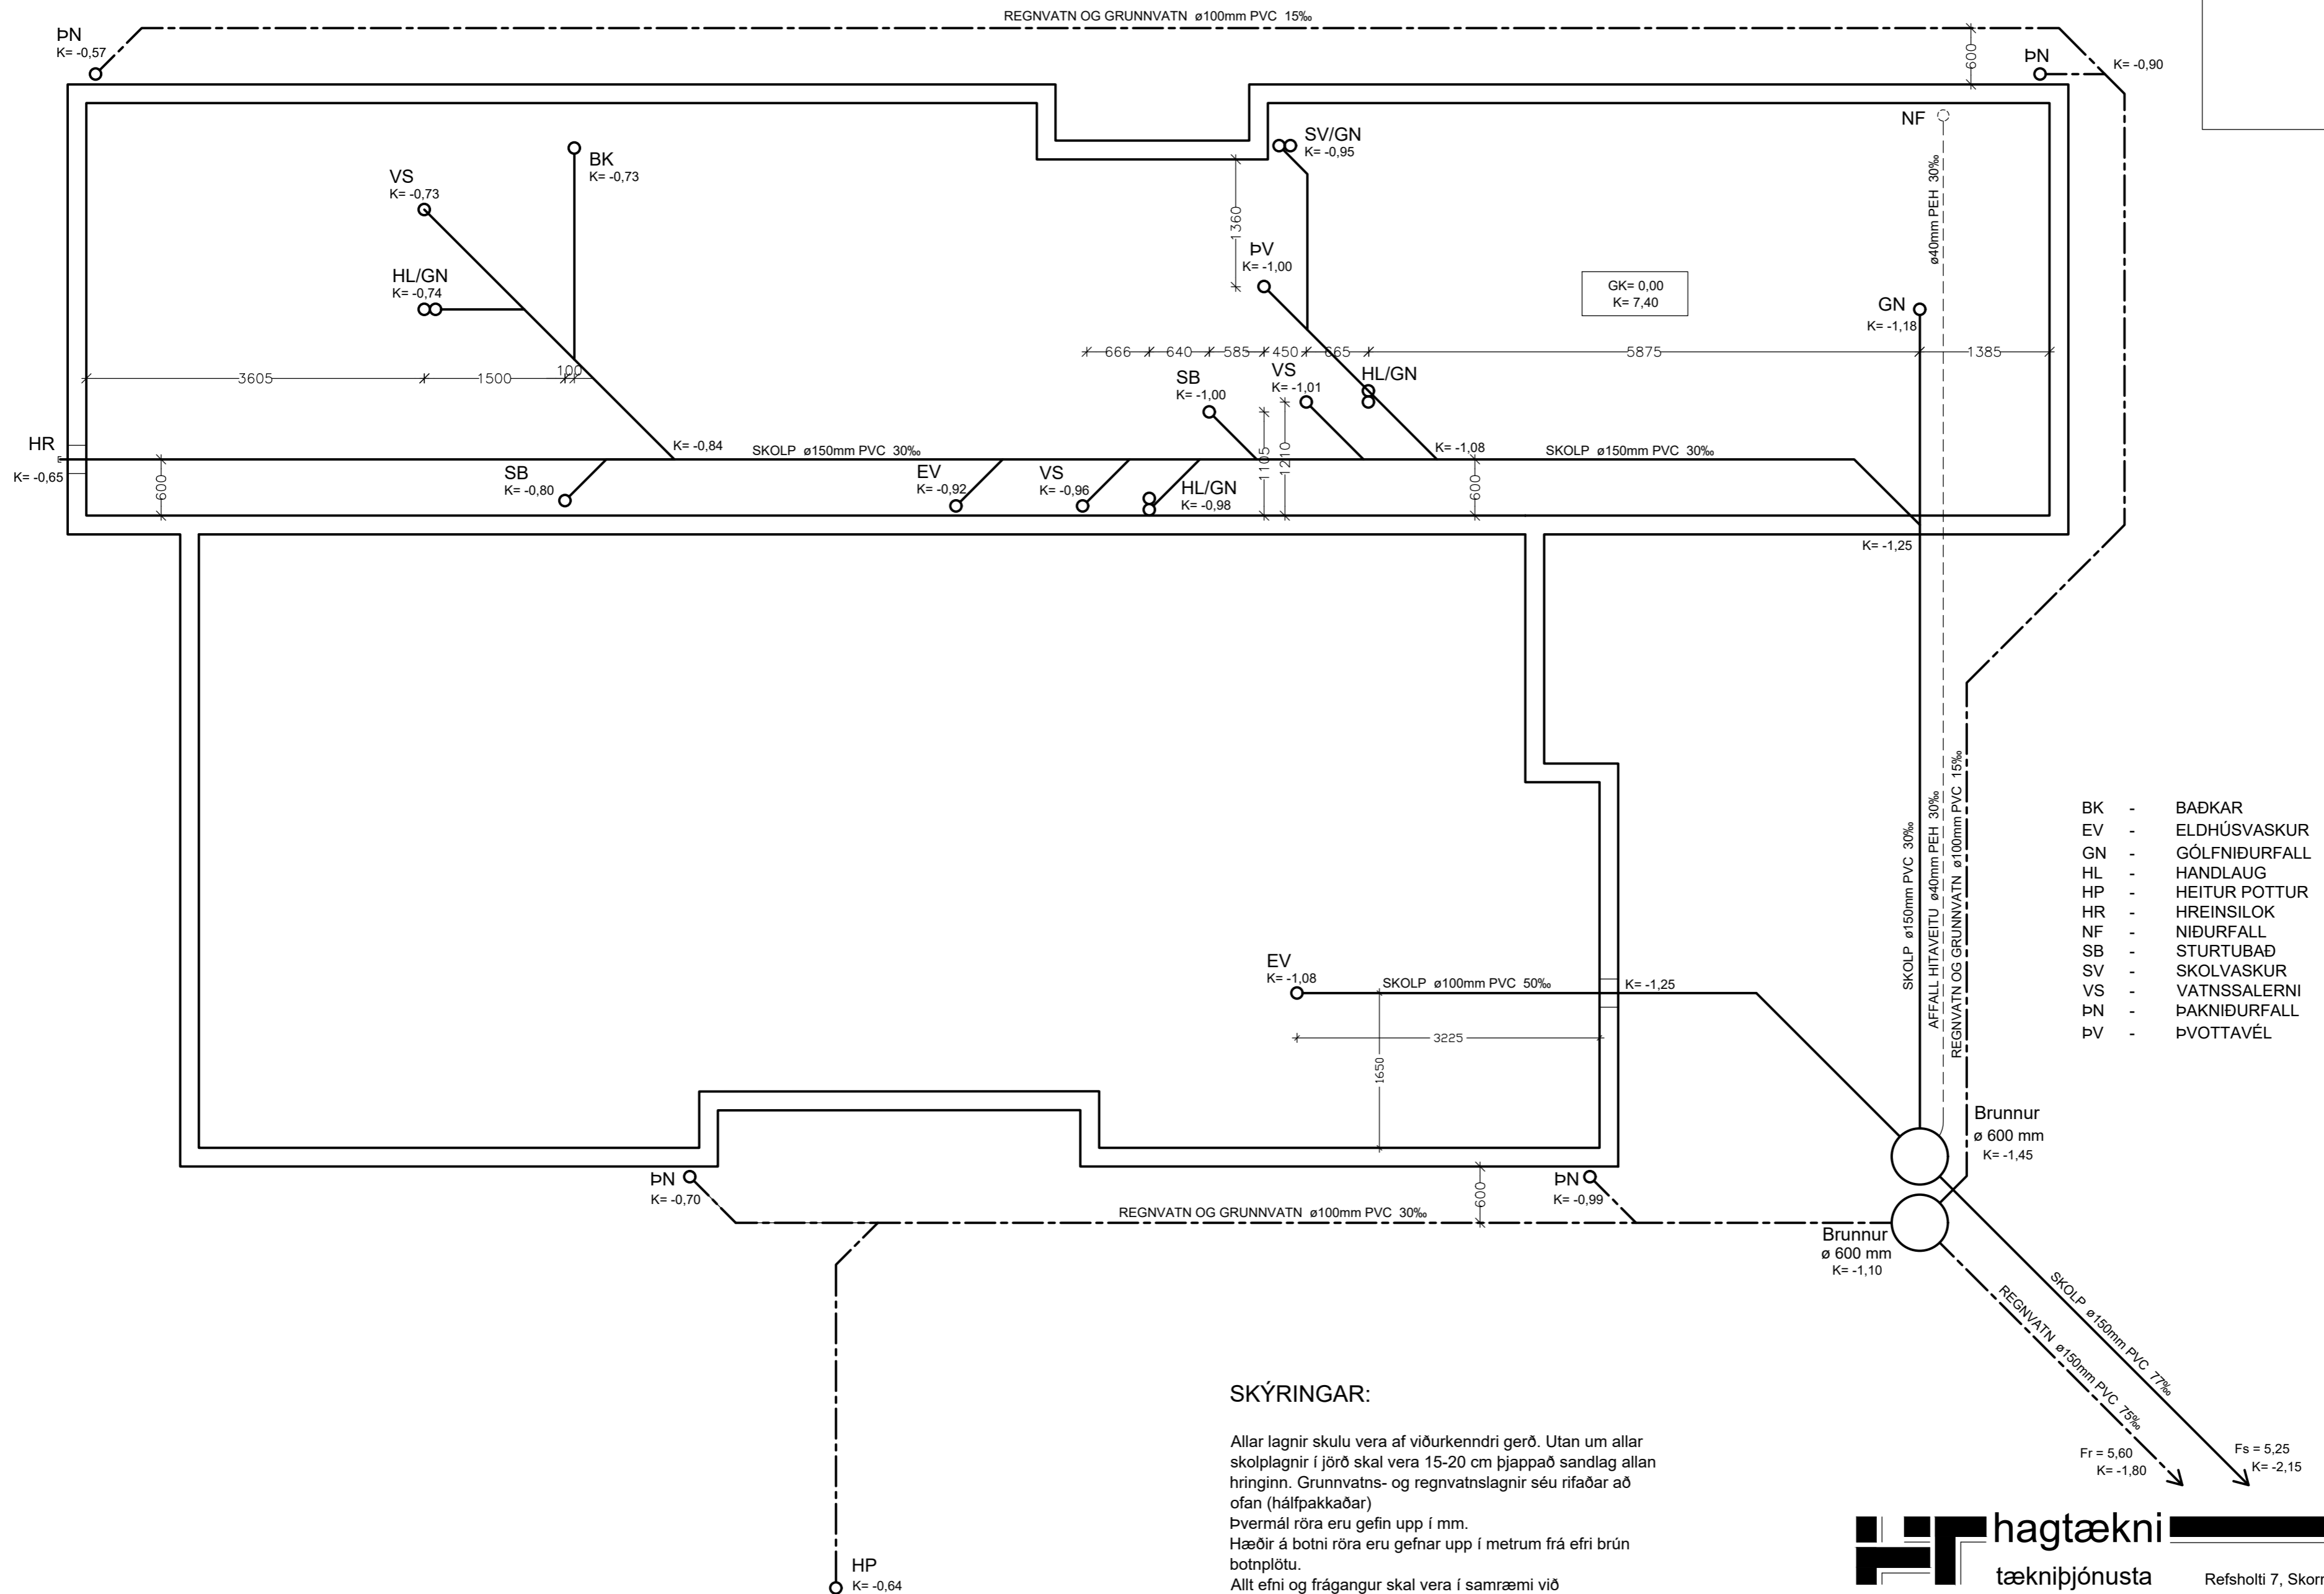 REGNVATN OG GRUNNVATN ø100mm PVC 15‰
ÞN
K= -0,57
600
ÞN
K= -0,90
NF
SV/GN
K= -0,95
BK
K= -0,73
VS
K= -0,73
ø40mm PEH 30‰
1360
ÞV
K= -1,00
HL/GN
K= -0,74
GK= 0,00
K= 7,40
GN
K= -1,18
666
640
585
450
665
5875
1385
3605
1500
100
SB
K= -1,00
VS
K= -1,01
HL/GN
HR
K= -0,65
K= -0,84
SKOLP ø150mm PVC 30‰
1105
1210
K= -1,08
SKOLP ø150mm PVC 30‰
600
SB
K= -0,80
EV
K= -0,92
VS
K= -0,96
HL/GN
K= -0,98
600
K= -1,25
SKOLP ø150mm PVC 30‰
AFFALL HITAVEITU ø40mm PEH 30‰
REGNVATN OG GRUNNVATN ø100mm PVC 15‰
BK - BAÐKAR
EV - ELDHÚSVASKUR
GN - GÓLFNIÐURFALL
HL - HANDLAUG
HP - HEITUR POTTUR
HR - HREINSILOK
NF - NIÐURFALL
SB - STURTUBAÐ
SV - SKOLVASKUR
VS - VATNSSALERNI
ÞN - ÞAKNIÐURFALL
ÞV - ÞVOTTAVÉL
EV
K= -1,08
SKOLP ø100mm PVC 50‰
K= -1,25
3225
1650
Brunnur
ø 600 mm
K= -1,45
ÞN
K= -0,70
ÞN
K= -0,99
600
REGNVATN OG GRUNNVATN ø100mm PVC 30‰
Brunnur
ø 600 mm
K= -1,10
SKOLP ø150mm PVC 77‰
REGNVATN ø150mm PVC 75‰
Fr = 5,60
K= -1,80
Fs = 5,25
K= -2,15
HP
K= -0,64
SKÝRINGAR:
Allar lagnir skulu vera af viðurkenndri gerð. Utan um allar
skolplagnir í jörð skal vera 15-20 cm þjappað sandlag allan
hringinn. Grunnvatns- og regnvatnslagnir séu rifaðar að
ofan (hálfpakkaðar)
Þvermál röra eru gefin upp í mm.
Hæðir á botni röra eru gefnar upp í metrum frá efri brún
botnplötu.
Allt efni og frágangur skal vera í samræmi við
hagtækni
tækniþjónusta
Refsholti 7, Skorr